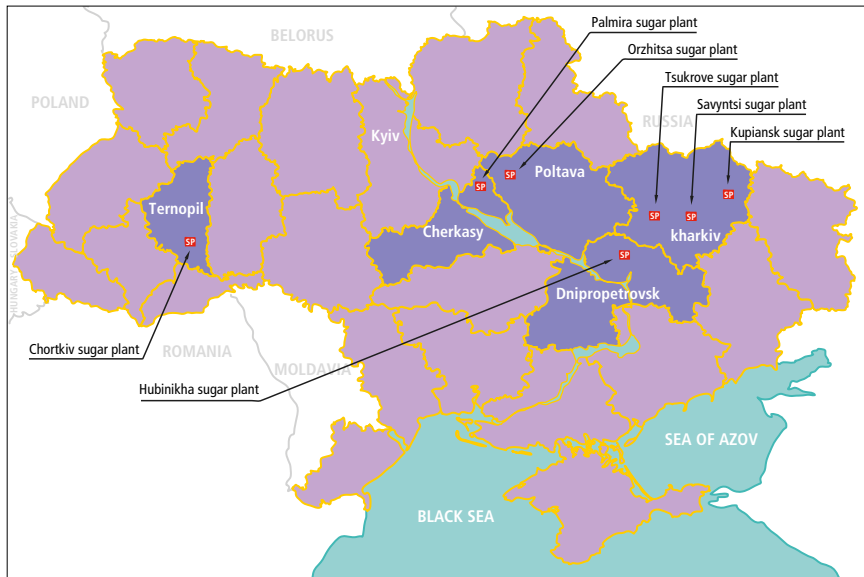 Palmira sugar plant
BELORUS
Orzhitsa sugar plant
Tsukrove sugar plant
POLAND
Savyntsi sugar plant
RUSSIA
Kyiv
Kupiansk sugar plant
SP
SP
Poltava
SP
Ternopil
SP
SP
Cherkasy
kharkiv
SP
SP
HUNGARY
SLOVAKIA
Dnipropetrovsk
Chortkiv sugar plant
ROMANIA
MOLDAVIA
Hubinikha sugar plant
SEA OF AZOV
BLACK SEA